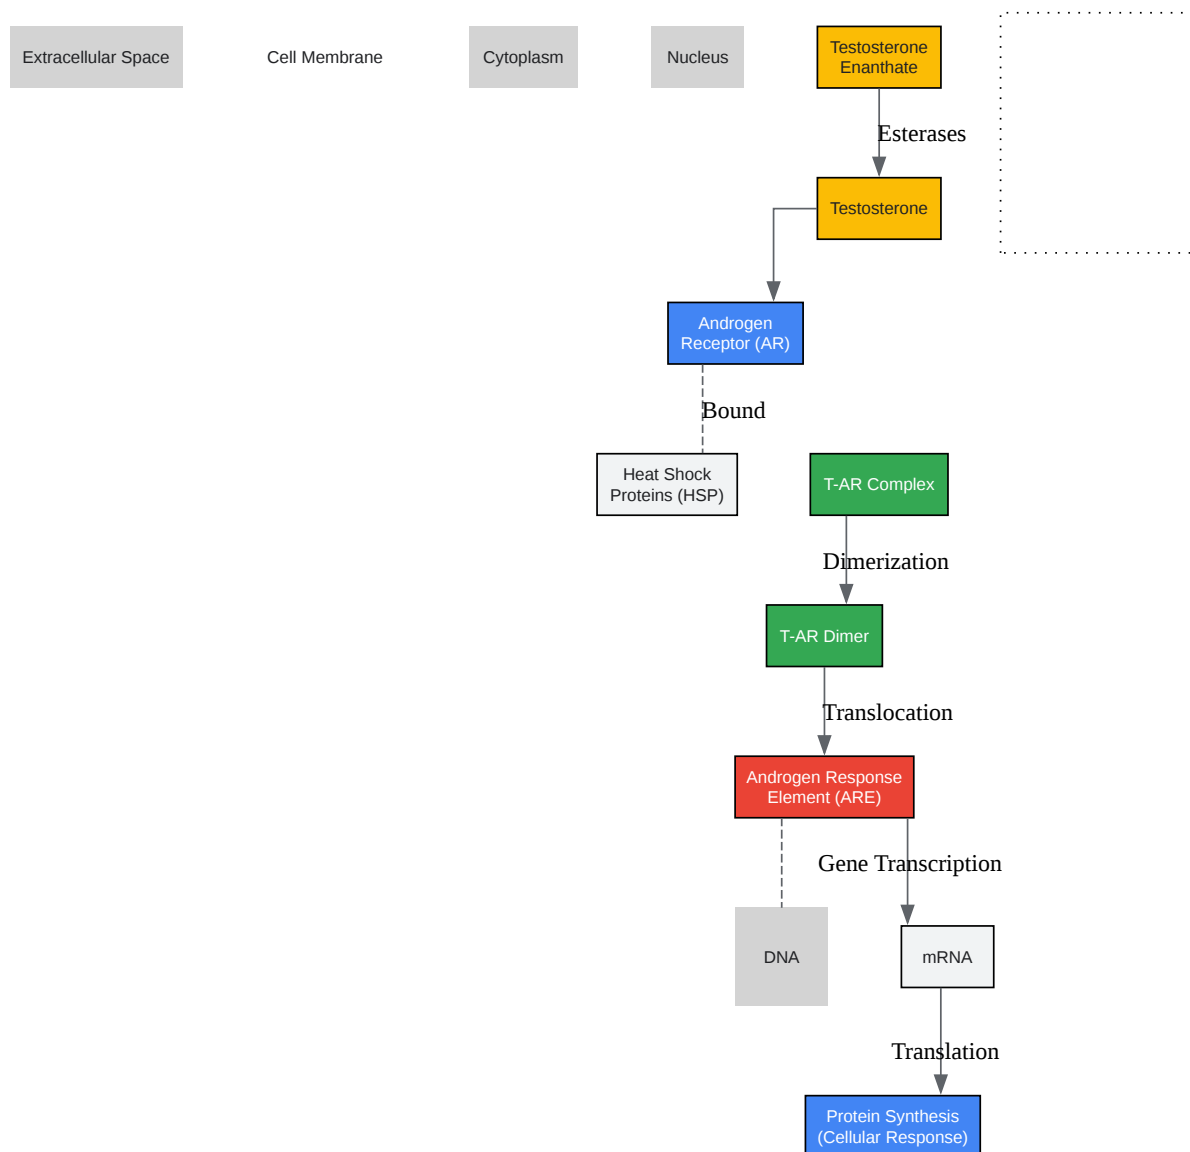 Extracellular Space
Cell Membrane
Cytoplasm
Nucleus
Testosterone
Enanthate
Esterases
Testosterone
Androgen
Receptor (AR)
Bound
Heat Shock
Proteins (HSP)
T-AR Complex
Dimerization
T-AR Dimer
Translocation
Androgen Response
Element (ARE)
Gene Transcription
DNA
mRNA
Translation
Protein Synthesis
(Cellular Response)